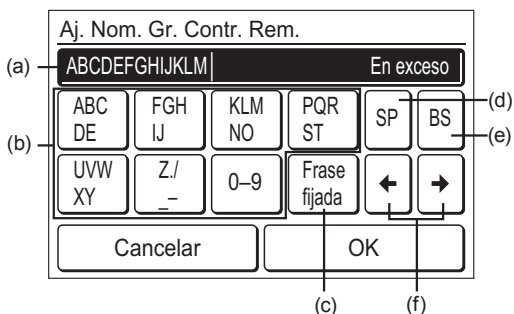 Aj. Nom. Gr. Contr. Rem.
(a) ABCDEFGHIJKLM| En exceso
(b)
ABC DE
FGH IJ
KLM NO
PQR ST
SP
BS
(d)
(e)
UVW XY
Z./ _–
0–9
Frase fijada
←
→
Cancelar
OK
(c)
(f)